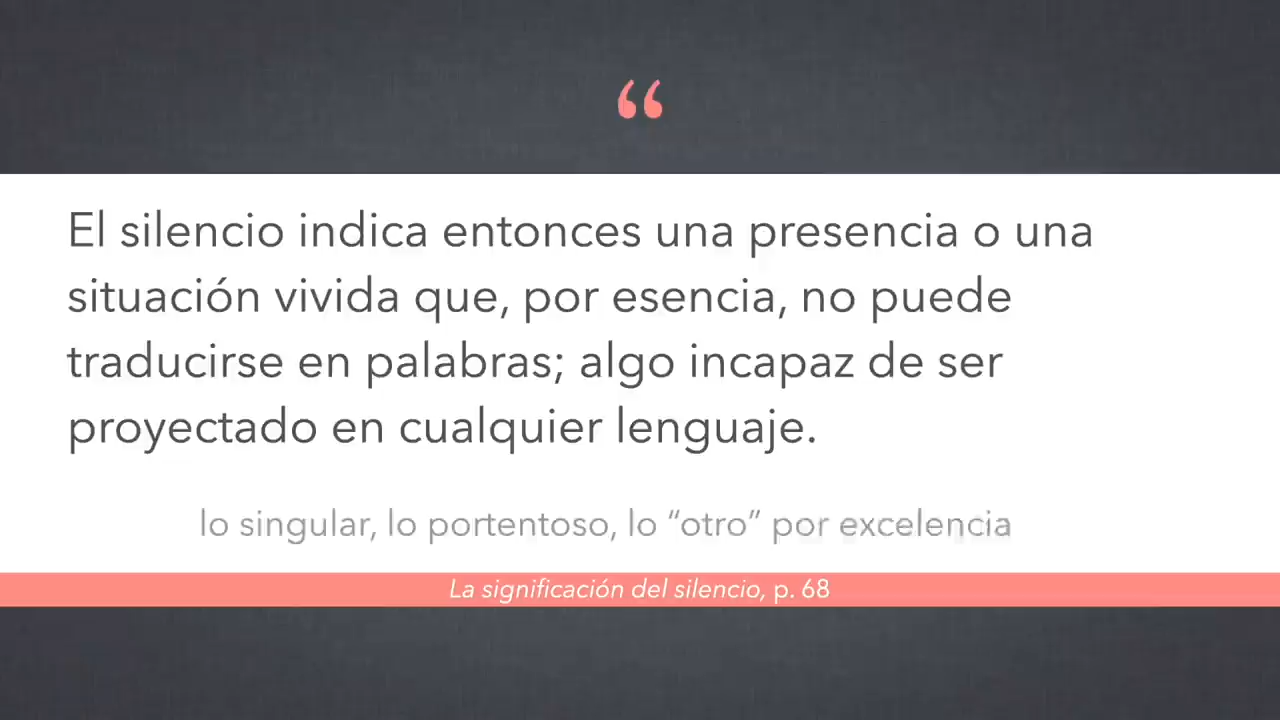 “
El silencio indica entonces una presencia o una
situación vivida que, por esencia, no puede
traducirse en palabras; algo incapaz de ser
proyectado en cualquier lenguaje.
lo singular, lo portentoso, lo “otro” por excelencia
La significación del silencio, p. 68